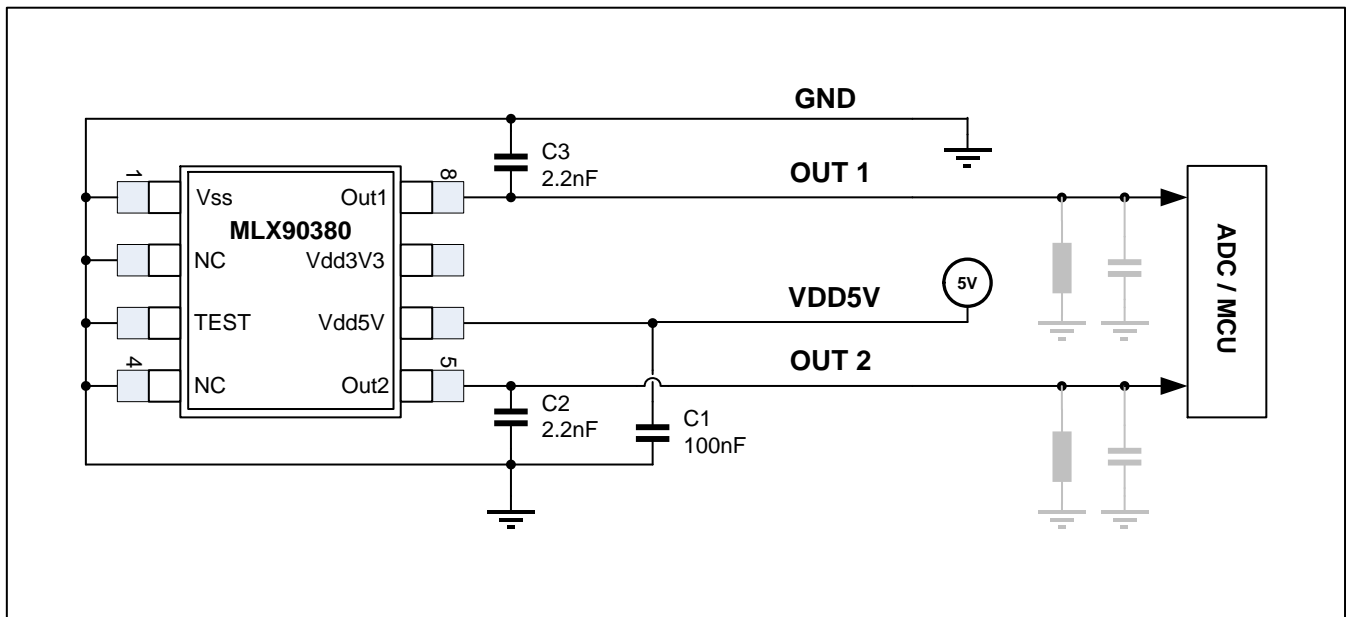 GND
C3
2.2nF
OUT 1
1
8
Vss
Out1
MLX90380
NC
Vdd3V3
5V
VDD5V
TEST
Vdd5V
OUT 2
4
5
NC
Out2
C2
2.2nF
C1
100nF
ADC / MCU